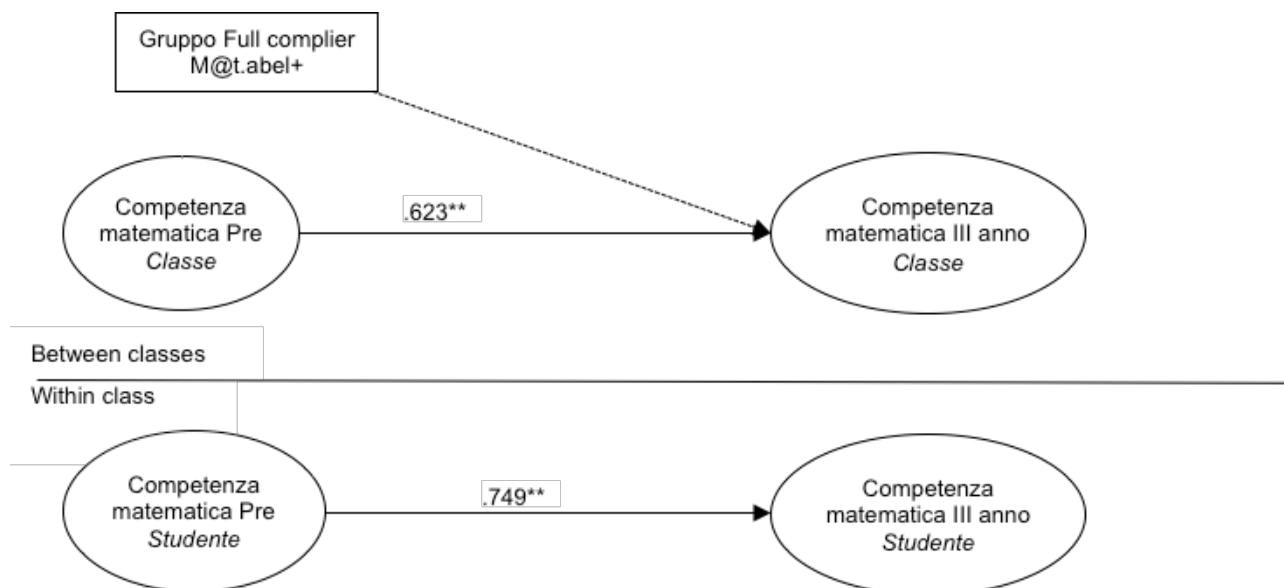 Gruppo Full complier
M@t.abel+
Competenza
matematica Pre
Classe
.623**
Competenza
matematica III anno
Classe
Between classes
Within class
Competenza
matematica Pre
Studente
.749**
Competenza
matematica III anno
Studente